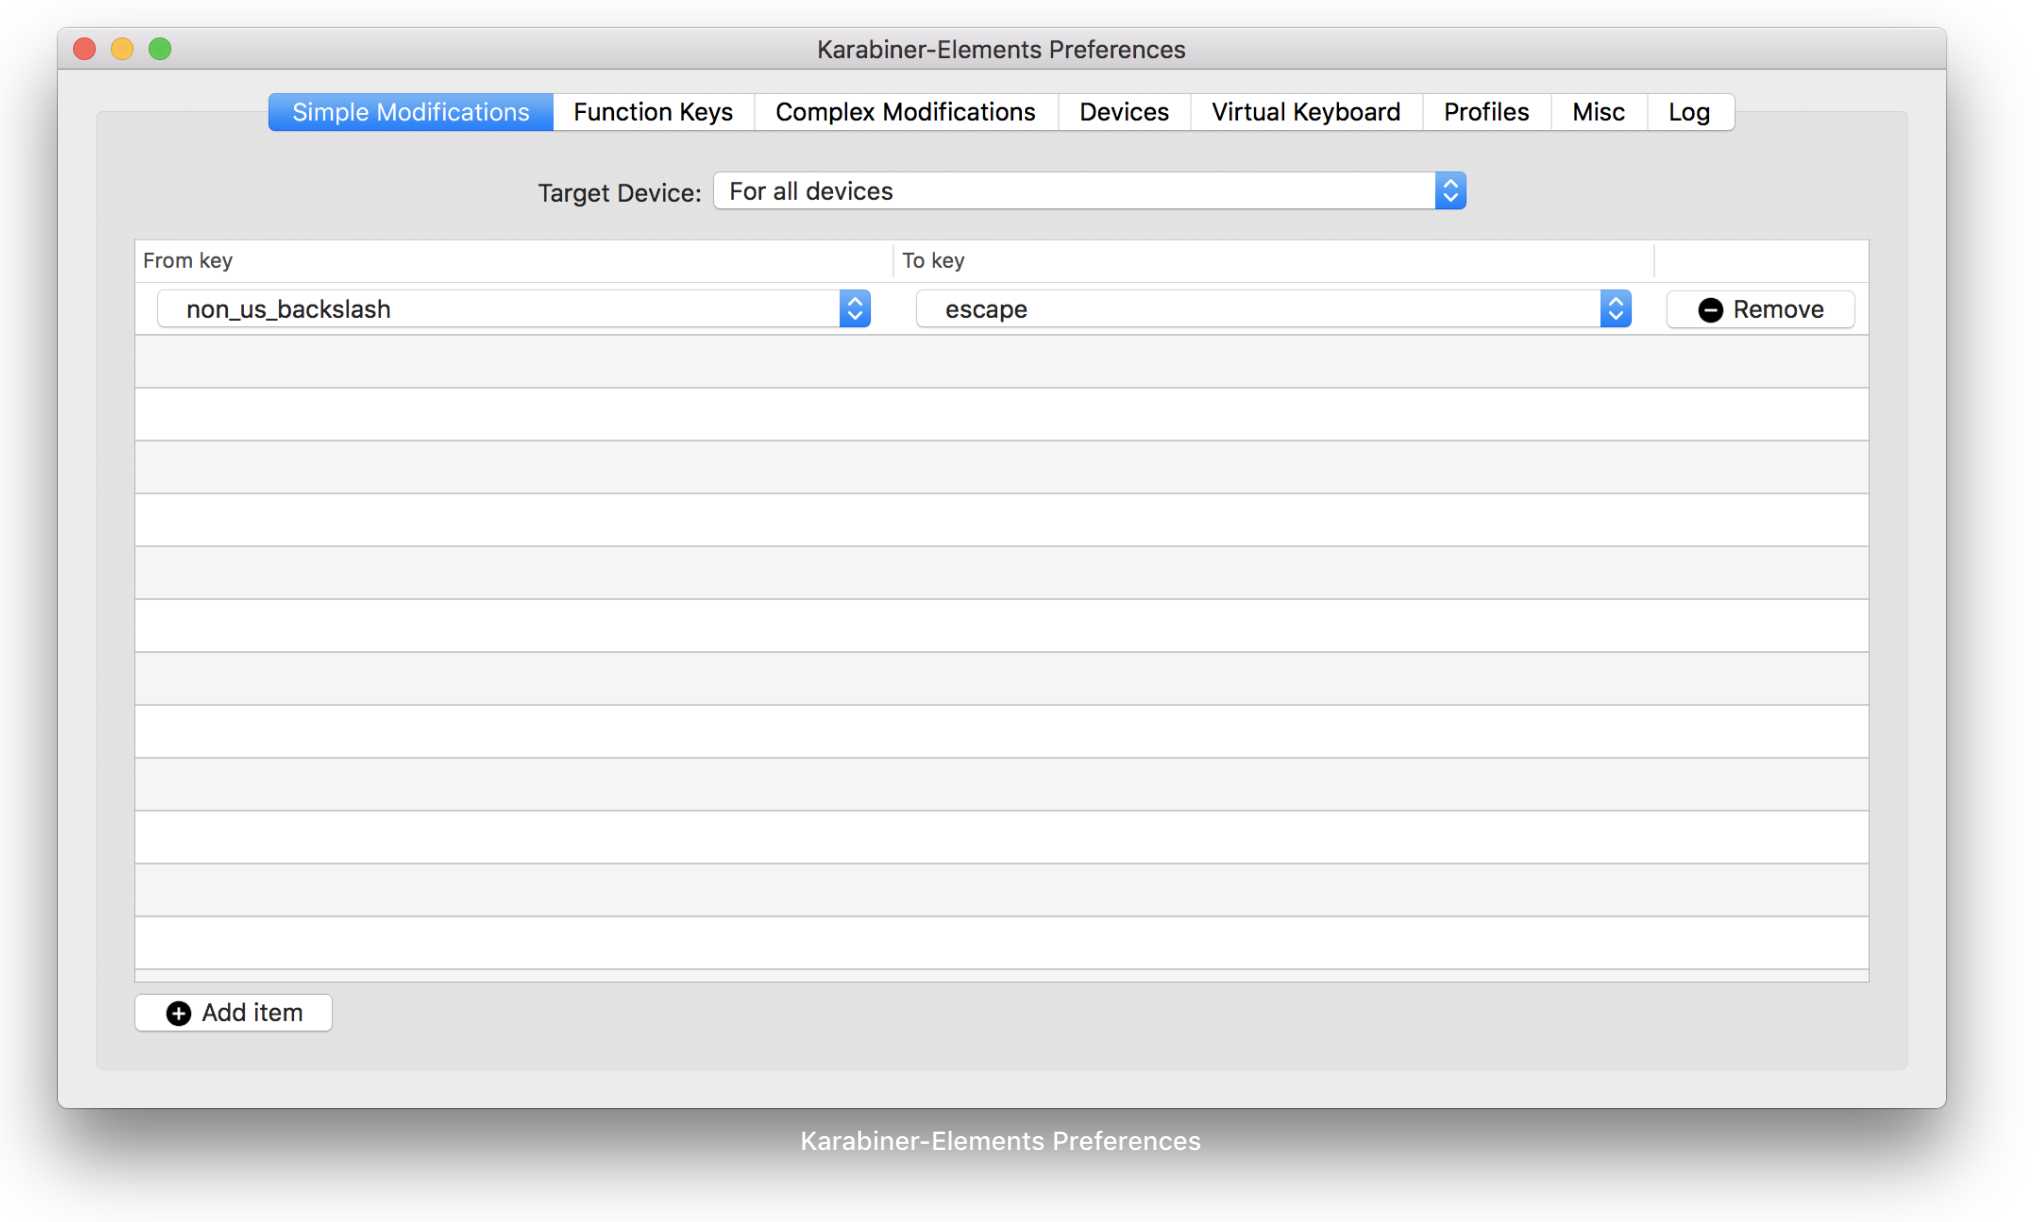 Karabiner-Elements Preferences
Simple Modifications Function Keys Complex Modifications Devices Virtual Keyboard Profiles Misc Log
Target Device: For all devices
From key To key
non_us_backslash escape Remove
Add item
Karabiner-Elements Preferences